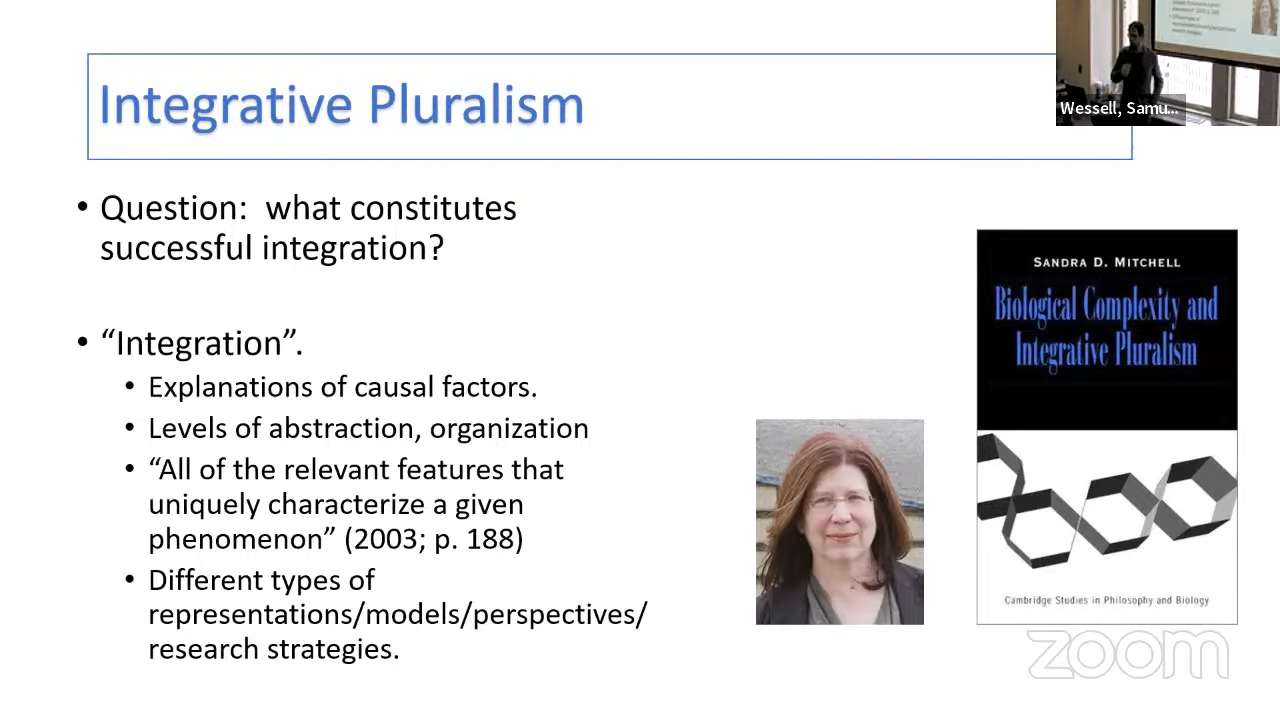 Integrative Pluralism
Wessell, Samu...
• Question:  what constitutes
successful integration?
• “Integration”.
• Explanations of causal factors.
• Levels of abstraction, organization
• “All of the relevant features that
uniquely characterize a given
phenomenon” (2003; p. 188)
• Different types of
representations/models/perspectives/
research strategies.
SANDRA D. MITCHELL
Biological Complexity and
Integrative Pluralism
Cambridge Studies in Philosophy and Biology
zoom